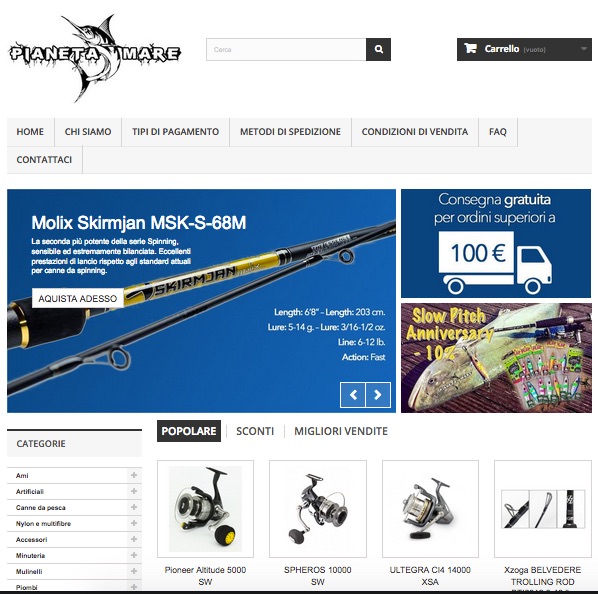 PIANETA MARE
Cerca
Carrello (vuoto)
HOME
CHI SIAMO
TIPI DI PAGAMENTO
METODI DI SPEDIZIONE
CONDIZIONI DI VENDITA
FAQ
CONTATTACI
Molix Skirmjan MSK-S-68M
La seconda più potente della serie Spinning,
sensibile ed estremamente bilanciata. Eccellenti
prestazioni di lancio rispetto agli standard attuali
per canne da spinning.
AQUISTA ADESSO
SKIRMJAN
Length: 6'8" - Length: 203 cm.
Lure: 5-14 g. - Lure: 3/16-1/2 oz.
Line: 6-12 lb.
Action: Fast
Consegna gratuita
per ordini superiori a
100 €
Slow Pitch
Anniversary
- 10%
CATEGORIE
Ami
Artificiali
Canne da pesca
Nylon e multifibre
Accessori
Minuteria
Mulinelli
Piombi
POPOLARE
SCONTI
MIGLIORI VENDITE
Pioneer Altitude 5000
SW
SPHEROS 10000
SW
ULTEGRA CI4 14000
XSA
Xzoga BELVEDERE
TROLLING ROD